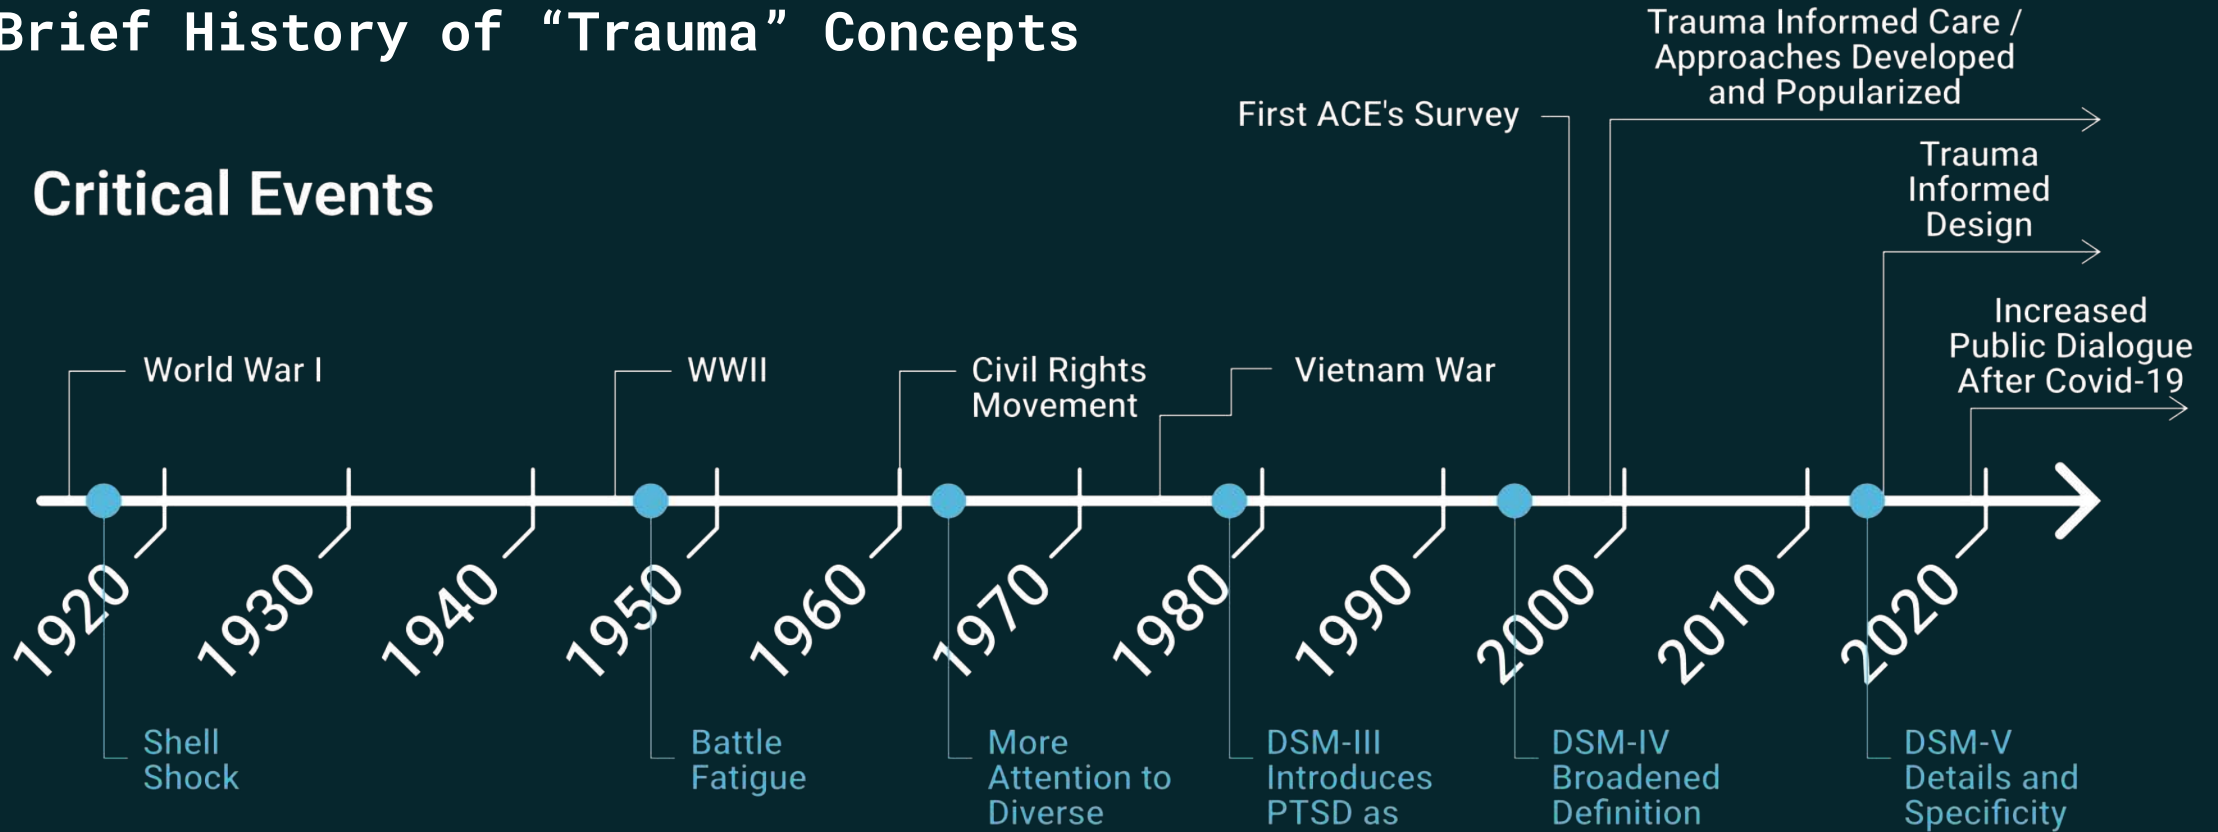 Brief History of “Trauma” Concepts
Trauma Informed Care /
Approaches Developed
and Popularized
First ACE's Survey
Trauma
Informed
Design
Critical Events
Increased
Public Dialogue
After Covid-19
World War I
WWII
Civil Rights
Movement
Vietnam War
1920
1930
1940
1950
1960
1970
1980
1990
2000
2010
2020
Shell
Shock
Battle
Fatigue
More
Attention to
Diverse
DSM-III
Introduces
PTSD as
DSM-IV
Broadened
Definition
DSM-V
Details and
Specificity